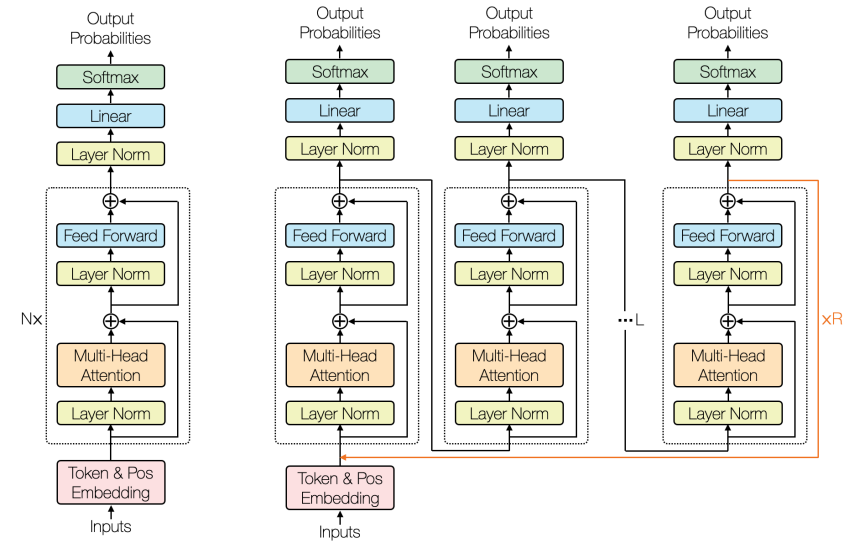 Output
Probabilities
Softmax
Linear
Layer Norm
Feed Forward
Layer Norm
Nx
Multi-Head
Attention
Layer Norm
Token & Pos
Embedding
Inputs
Output
Probabilities
Softmax
Linear
Layer Norm
Feed Forward
Layer Norm
Multi-Head
Attention
Layer Norm
Token & Pos
Embedding
Inputs
Output
Probabilities
Softmax
Linear
Layer Norm
Feed Forward
Layer Norm
Multi-Head
Attention
Layer Norm
...L
Output
Probabilities
Softmax
Linear
Layer Norm
Feed Forward
Layer Norm
Multi-Head
Attention
Layer Norm
xR